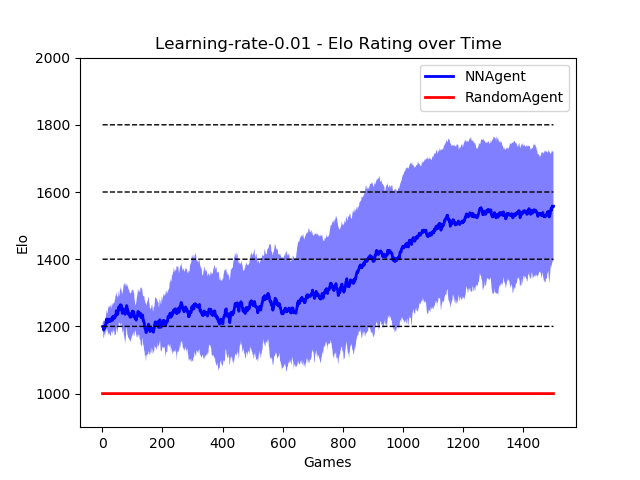 Learning-rate-0.01 - Elo Rating over Time
NNAgent
RandomAgent
2000
1800
1600
1400
1200
1000
Elo
0 200 400 600 800 1000 1200 1400
Games